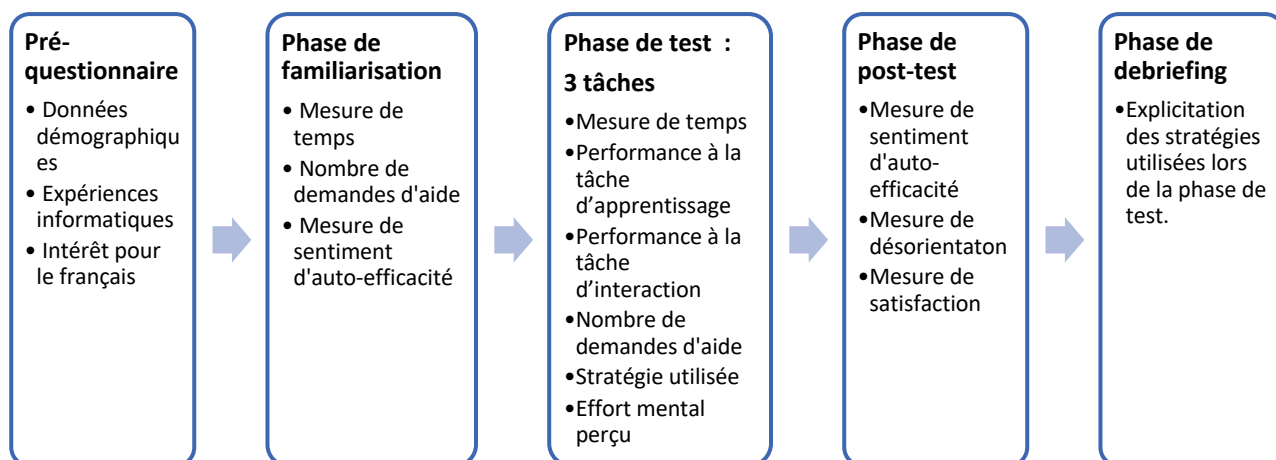 Pré-
questionnaire
• Données
démographiqu
es
• Expériences
informatiques
• Intérêt pour
le français
Phase de
familiarisation
• Mesure de
temps
• Nombre de
demandes d'aide
• Mesure de
sentiment
d'auto-efficacité
Phase de test :
3 tâches
•Mesure de temps
•Performance à la
tâche
d’apprentissage
•Performance à la
tâche
d’interaction
•Nombre de
demandes d'aide
•Stratégie utilisée
•Effort mental
perçu
Phase de
post-test
•Mesure de
sentiment
d'auto-
efficacité
•Mesure de
désorientaton
•Mesure de
satisfaction
Phase de
debriefing
•Explicitation
des stratégies
utilisées lors
de la phase de
test.